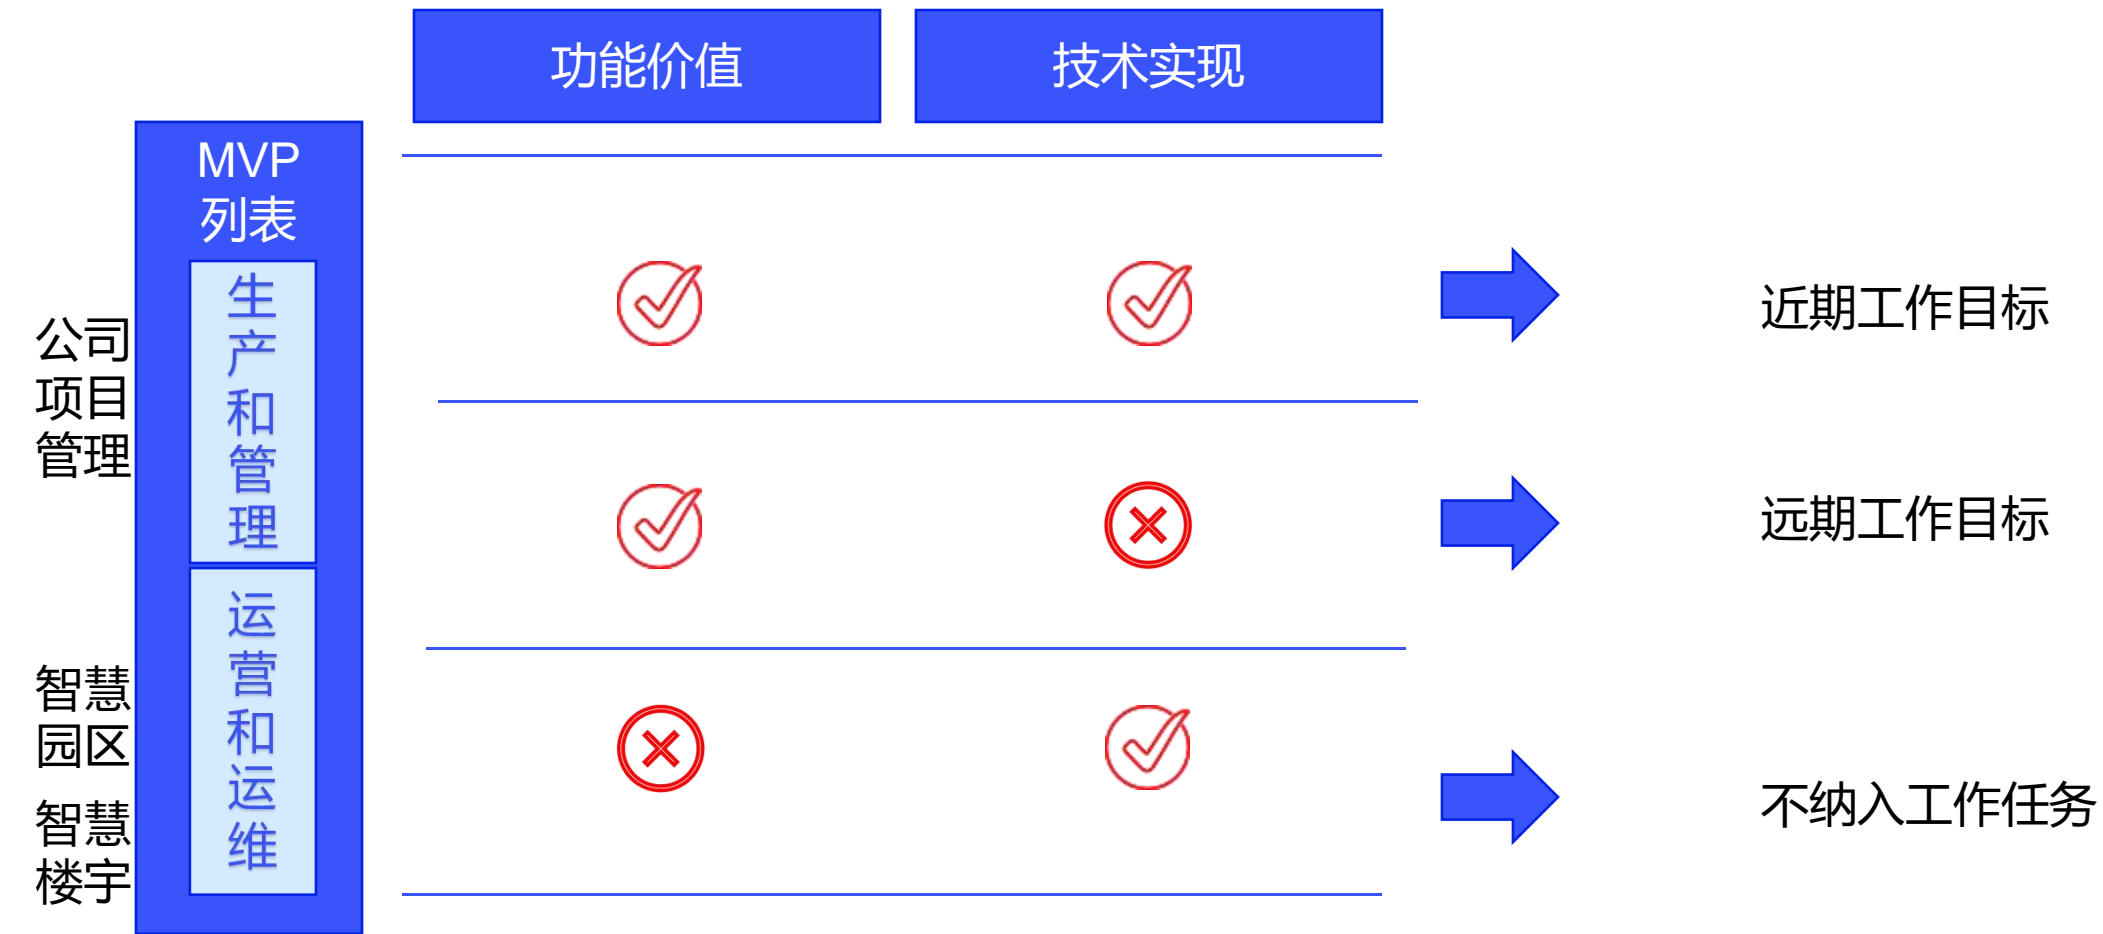 功能价值
技术实现
MVP
列表
公司
项目
管理
生
产
和
管
理
智慧
园区
智慧
楼宇
运
营
和
运
维
近期工作目标
远期工作目标
不纳入工作任务